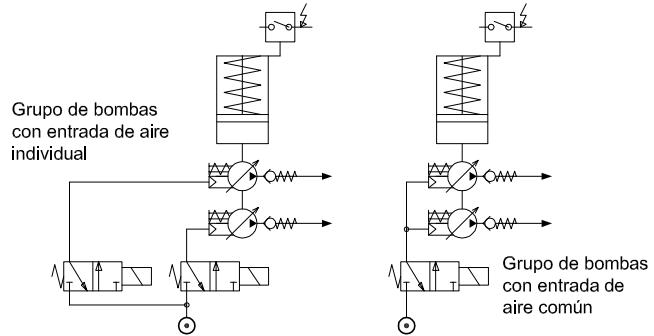 Grupo de bombas
con entrada de aire
individual
Grupo de bombas
con entrada de
aire común